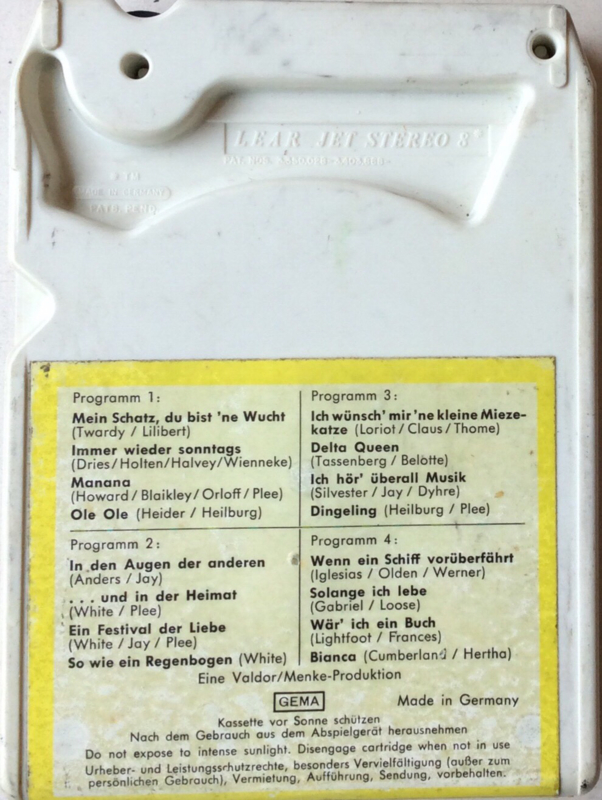 LEAR JET STEREO 8
MADE IN GERMANY
PAT. PEND.
Programm 1:
Mein Schatz, du bist 'ne Wucht
(Twardy / Lilibert)
Immer wieder sonntags
(Dries/Holten/Halvey/Wienneke)
Manana
(Howard / Blaikley / Orloff / Plee)
Ole Ole (Heider / Heilburg)
Programm 2:
In den Augen der anderen
(Anders / Jay)
. . . und in der Heimat
(White / Plee)
Ein Festival der Liebe
(White / Jay / Plee)
So wie ein Regenbogen (White)
Programm 3:
Ich wünsch' mir 'ne kleine Mieze-
katze (Loriot / Claus / Thome)
Delta Queen
(Tassenberg / Belotte)
Ich hör' überall Musik
(Silvester / Jay / Dyhre)
Dingeling (Heilburg / Plee)
Programm 4:
Wenn ein Schiff vorüberfährt
(Iglesias / Olden / Werner)
Solange ich lebe
(Gabriel / Loose)
Wär' ich ein Buch
(Lightfoot / Frances)
Bianca (Cumberland / Hertha)
Eine Valdor/Menke-Produktion
GEMA Made in Germany
Kassette vor Sonne schützen
Nach dem Gebrauch aus dem Abspielgerät herausnehmen
Do not expose to intense sunlight. Disengage cartridge when not in use
Urheber- und Leistungsschutzrechte, besonders Vervielfältigung (außer zum
persönlichen Gebrauch), Vermietung, Aufführung, Sendung, vorbehalten.